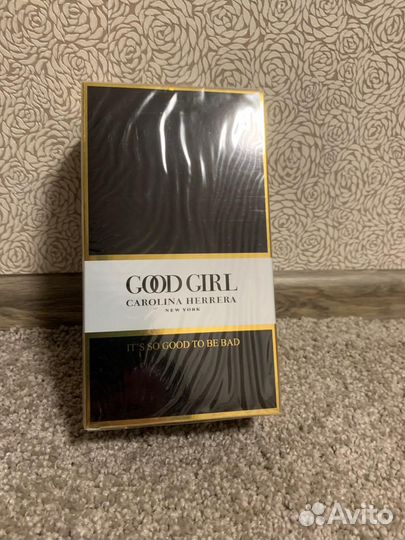 GOOD GIRL
CAROLINA HERRERA
NEW YORK
IT'S SO GOOD TO BE BAD
Avito